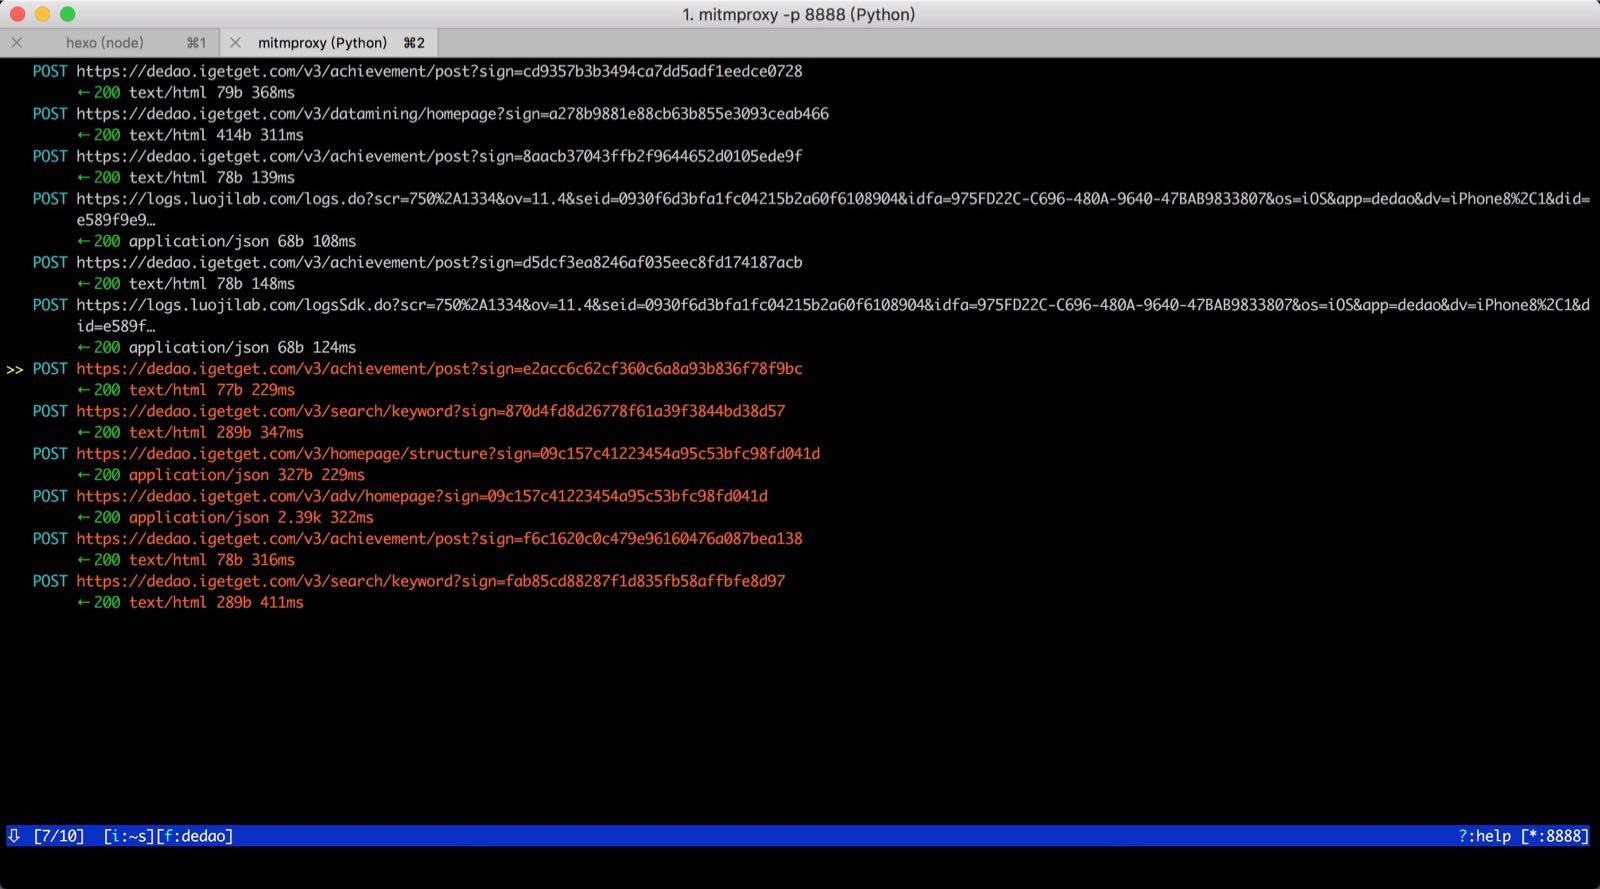 1. mitmproxy -p 8888 (Python)
hexo (node) ⌘1 mitmproxy (Python) ⌘2
POST https://dedao.igetget.com/v3/achievement/post?sign=cd9357b3b3494ca7dd5adf1eedce0728
← 200 text/html 79b 368ms
POST https://dedao.igetget.com/v3/datamining/homepage?sign=a278b9881e88cb63b855e3093ceab466
← 200 text/html 414b 311ms
POST https://dedao.igetget.com/v3/achievement/post?sign=8aacb37043ffb2f9644652d0105ede9f
← 200 text/html 78b 139ms
POST https://logs.luojilab.com/logs.do?scr=750%2A1334&ov=11.4&seid=0930f6d3bfa1fc04215b2a60f6108904&idfa=975FD22C-C696-480A-9640-47BAB9833807&os=iOS&app=dedao&dv=iPhone8%2C1&did=
e589f9e9…
← 200 application/json 68b 108ms
POST https://dedao.igetget.com/v3/achievement/post?sign=d5dcf3ea8246af035eec8fd174187acb
← 200 text/html 78b 148ms
POST https://logs.luojilab.com/logsSdk.do?scr=750%2A1334&ov=11.4&seid=0930f6d3bfa1fc04215b2a60f6108904&idfa=975FD22C-C696-480A-9640-47BAB9833807&os=iOS&app=dedao&dv=iPhone8%2C1&d
id=e589f…
← 200 application/json 68b 124ms
>> POST https://dedao.igetget.com/v3/achievement/post?sign=e2acc6c62cf360c6a8a93b836f78f9bc
← 200 text/html 77b 229ms
POST https://dedao.igetget.com/v3/search/keyword?sign=870d4fd8d26778f61a39f3844bd38d57
← 200 text/html 289b 347ms
POST https://dedao.igetget.com/v3/homepage/structure?sign=09c157c41223454a95c53bfc98fd041d
← 200 application/json 327b 229ms
POST https://dedao.igetget.com/v3/adv/homepage?sign=09c157c41223454a95c53bfc98fd041d
← 200 application/json 2.39k 322ms
POST https://dedao.igetget.com/v3/achievement/post?sign=f6c1620c0c479e96160476a087bea138
← 200 text/html 78b 316ms
POST https://dedao.igetget.com/v3/search/keyword?sign=fab85cd88287f1d835fb58affbfe8d97
← 200 text/html 289b 411ms
⇩ [7/10] [i:~s][f:dedao] ?:help [*:8888]